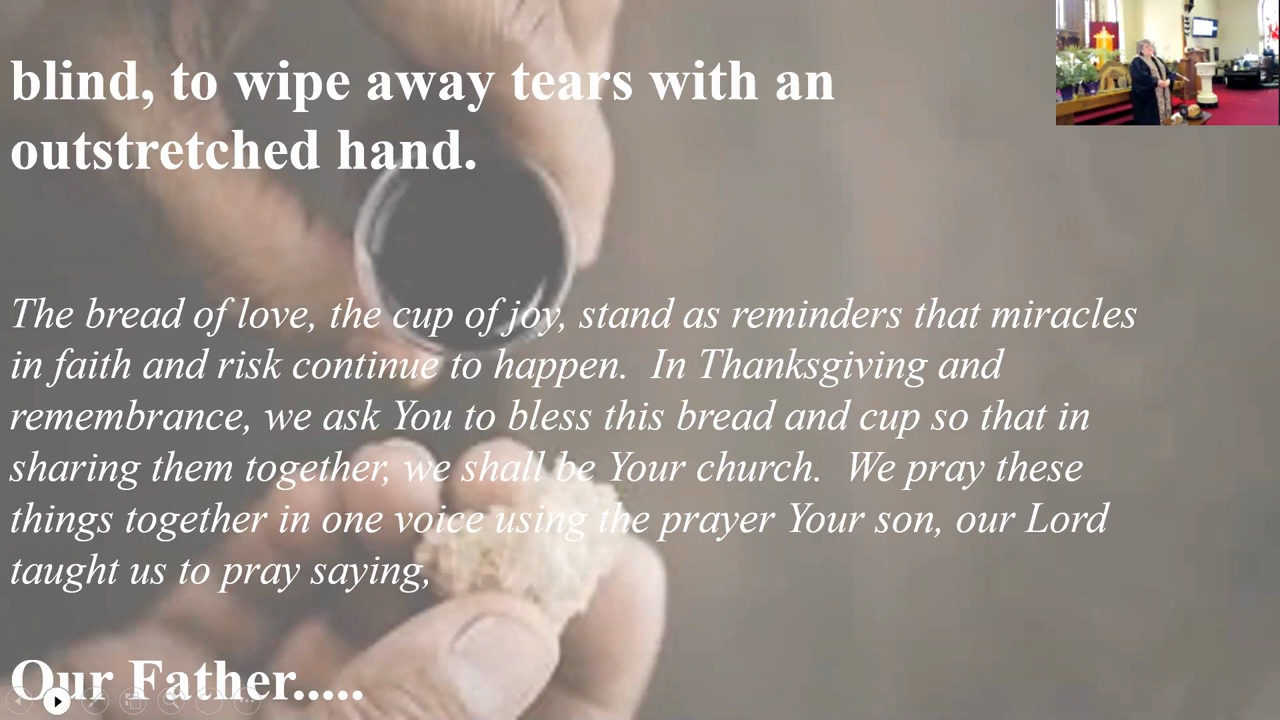 blind, to wipe away tears with an
outstretched hand.
The bread of love, the cup of joy, stand as reminders that miracles
in faith and risk continue to happen.  In Thanksgiving and
remembrance, we ask You to bless this bread and cup so that in
sharing them together, we shall be Your church.  We pray these
things together in one voice using the prayer Your son, our Lord
taught us to pray saying,
Our Father.....